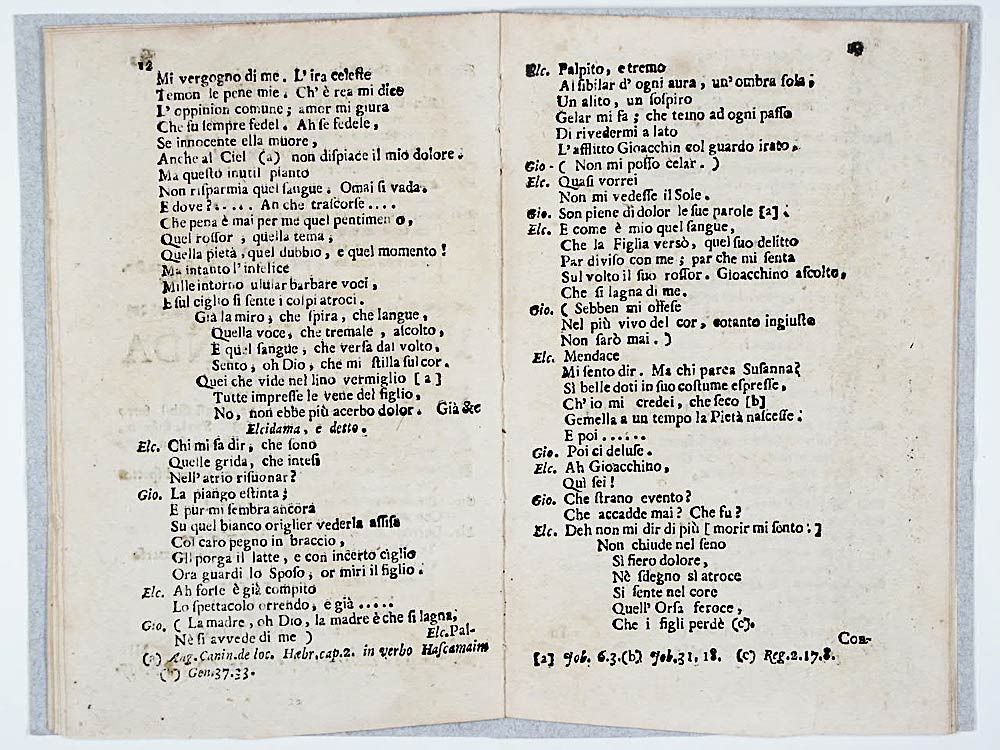 12
Mi vergogno di me. L'ira celeste
Temon le pene mie. Ch'è rea mi dice
L'oppinion comune; amor mi giura
Che fu sempre fedel. Ah se fedele,
Se innocente ella muore,
Anche al Ciel (a) non dispiace il mio dolore.
Ma questo inutil pianto
Non risparmia quel sangue. Omai si vada.
E dove?..... An che trascorse....
Che pena è mai per me quel pentimen o,
Quel rossor, quella tema,
Quella pietà, quel dubbio, e quel momento!
Ma intanto l'infelice
Mille intorno ulular barbare voci,
E sul ciglio si sente i colpi atroci.
Già la miro, che spira, che langue,
Quella voce, che tremale, ascolto,
E quel sangue, che versa dal volto,
Sento, oh Dio, che mi stilla sul cor.
Quei che vide nel lino vermiglio [a]
Tutte impresse le vene del figlio,
No, non ebbe più acerbo dolor. Già &c
Elcidama, e detto.
Elc. Chi mi sa dir, che sono
Quelle grida, che intesi
Nell'atrio risuonar?
Gio. La piango estinta;
E pur mi sembra ancora
Su quel bianco origlier vederla assisa
Col caro pegno in braccio,
Gli porga il latte, e con incerto ciglio
Ora guardi lo Sposo, or miri il figlio.
Elc. Ah forse è già compito
Lo spettacolo orrendo, e già .....
Gio. ( La madre, oh Dio, la madre è che si lagna,
Nè si avvede di me )
Elc. Pal-
(a) Ang. Canin. de loc. Hæbr. cap. 2. in verbo Hascamaim
(b) Gen. 37. 33.
Elc. Palpito, e tremo
Al sibilar d'ogni aura, un'ombra sola,
Un alito, un sospiro
Gelar mi fa; che temo ad ogni passo
Di rivedermi a lato
L'afflitto Gioacchin col guardo irato.
Gio - ( Non mi posso celar. )
Elc. Quasi vorrei
Non mi vedesse il Sole.
Gio. Son piene di dolor le sue parole [a].
Elc. E come è mio quel sangue,
Che la Figlia versò, quel suo delitto
Par diviso con me; par che mi senta
Sul volto il suo rossor. Gioacchino ascolto,
Che si lagna di me.
Gio. ( Sebben mi offese
Nel più vivo del cor, cotanto ingiusto
Non sarò mai. )
Elc. Mendace
Mi sento dir. Ma chi parea Susanna?
Sì belle doti in suo costume espresse,
Ch'io mi credei, che seco [b]
Gemella a un tempo la Pietà nascesse:
E poi ......
Gio. Poi ci deluse.
Elc. Ah Gioacchino,
Quì sei!
Gio. Che strano evento?
Che accadde mai? Che fu?
Elc. Deh non mi dir di più [morir mi sento.]
Non chiude nel seno
Sì fiero dolore,
Nè sdegno sì atroce
Si sente nel core
Quell'Orsa feroce,
Che i figli perdè (c).
Con-
[a] Job. 6. 3. (b) Job. 31. 18. (c) Reg. 2. 17. 8.